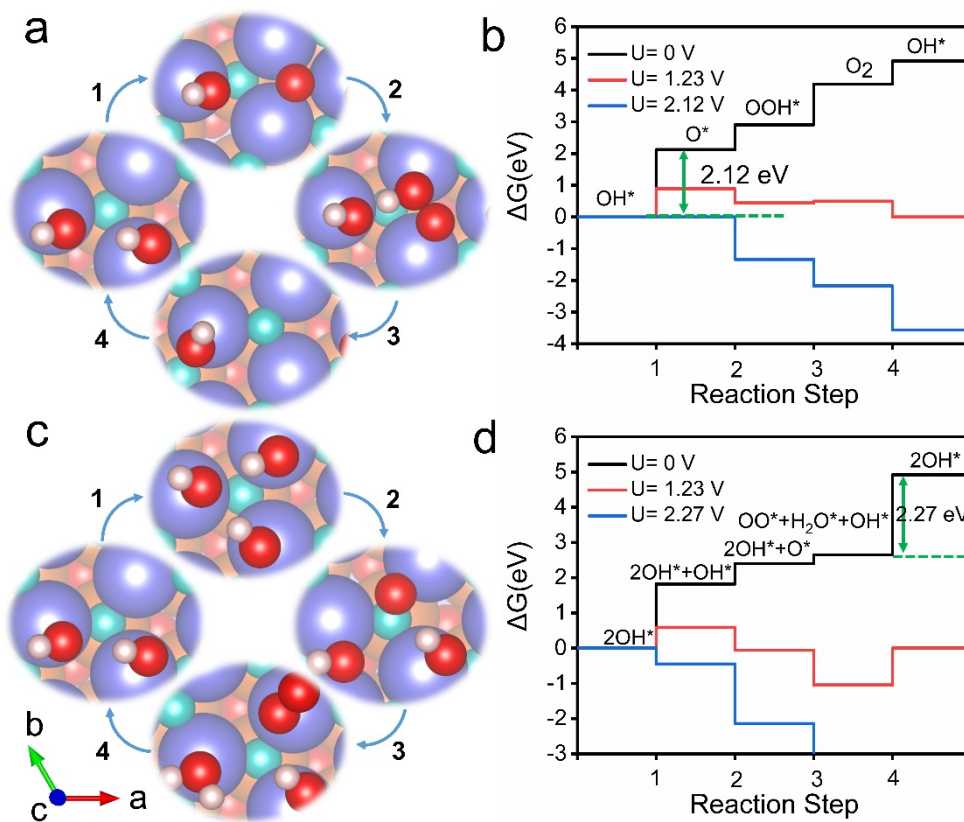 a
1
2
3
4
b
U= 0 V
U= 1.23 V
U= 2.12 V
OH*
O*
OOH*
O₂
OH*
2.12 eV
ΔG(eV)
6
5
4
3
2
1
0
-1
-2
-3
-4
1 2 3 4
Reaction Step
c
1
2
3
4
b
c
a
d
U= 0 V
U= 1.23 V
U= 2.27 V
2OH*
2OH*+OH*
2OH*+O*
OO*+H₂O*+OH*
2OH*
2.27 eV
ΔG(eV)
6
5
4
3
2
1
0
-1
-2
-3
1 2 3 4
Reaction Step